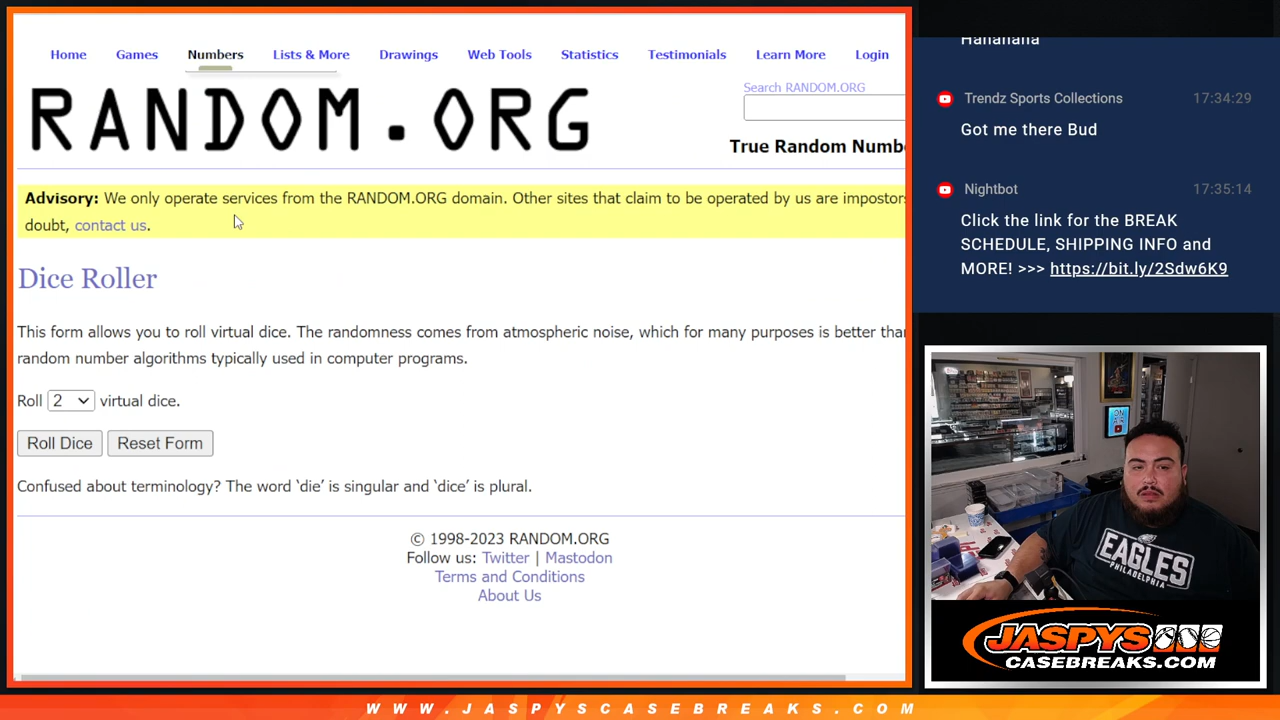 Home Games Numbers Lists & More Drawings Web Tools Statistics Testimonials Learn More Login
RANDOM.ORG
Search RANDOM.ORG
True Random Numbe
Advisory: We only operate services from the RANDOM.ORG domain. Other sites that claim to be operated by us are impostors
doubt, contact us.
Dice Roller
This form allows you to roll virtual dice. The randomness comes from atmospheric noise, which for many purposes is better than
random number algorithms typically used in computer programs.
Roll 2 virtual dice.
Roll Dice Reset Form
Confused about terminology? The word ‘die’ is singular and ‘dice’ is plural.
© 1998-2023 RANDOM.ORG
Follow us: Twitter | Mastodon
Terms and Conditions
About Us
Hahahaha
Trendz Sports Collections 17:34:29
Got me there Bud
Nightbot 17:35:14
Click the link for the BREAK
SCHEDULE, SHIPPING INFO and
MORE! >>> https://bit.ly/2Sdw6K9
EAGLES
PHILADELPHIA
JASPYS
CASEBREAKS.COM
WWW.JASPYSCASEBREAKS.COM